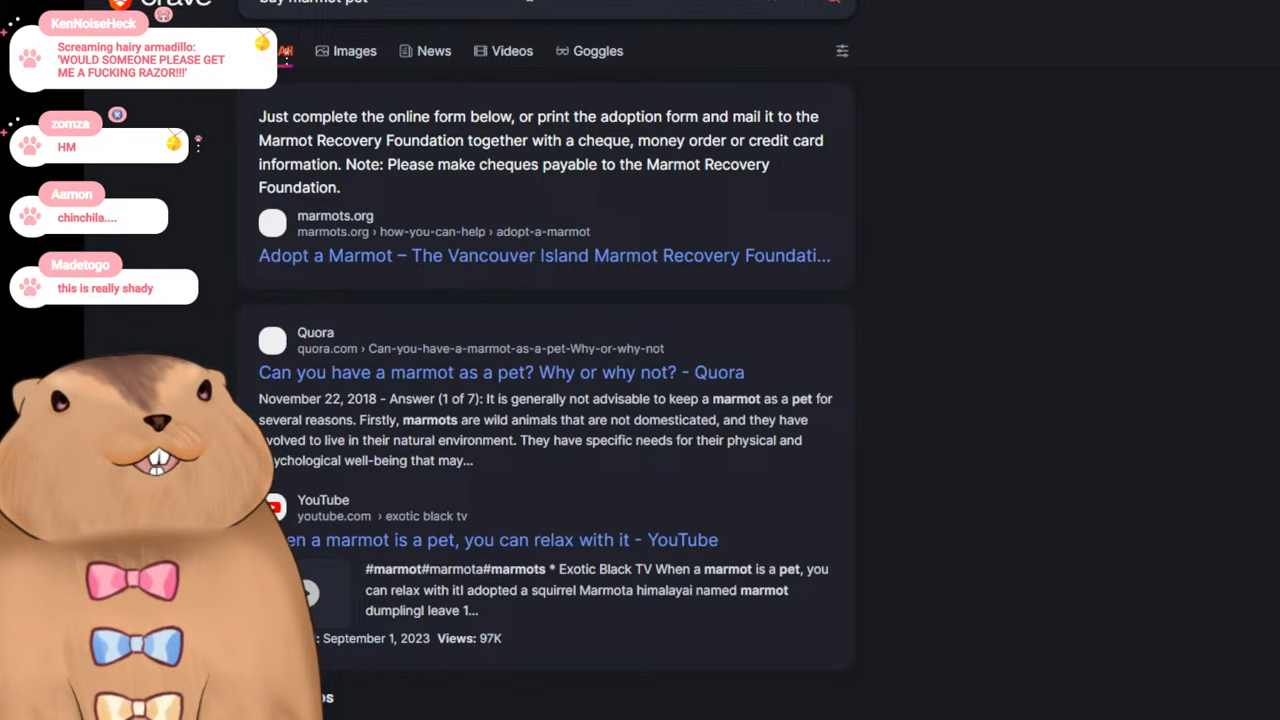 KenNoiseHeck
Screaming hairy armadillo:
'WOULD SOMEONE PLEASE GET
ME A FUCKING RAZOR!!!'
zomza
HM
Aamon
chinchila....
Madetogo
this is really shady
buy marmot pet
Images
News
Videos
Goggles
Just complete the online form below, or print the adoption form and mail it to the
Marmot Recovery Foundation together with a cheque, money order or credit card
information. Note: Please make cheques payable to the Marmot Recovery
Foundation.
marmots.org
marmots.org › how-you-can-help › adopt-a-marmot
Adopt a Marmot – The Vancouver Island Marmot Recovery Foundati...
Quora
quora.com › Can-you-have-a-marmot-as-a-pet-Why-or-why-not
Can you have a marmot as a pet? Why or why not? - Quora
November 22, 2018 - Answer (1 of 7): It is generally not advisable to keep a marmot as a pet for
several reasons. Firstly, marmots are wild animals that are not domesticated, and they have
volved to live in their natural environment. They have specific needs for their physical and
ychological well-being that may...
YouTube
youtube.com › exotic black tv
en a marmot is a pet, you can relax with it - YouTube
#marmot#marmota#marmots * Exotic Black TV When a marmot is a pet, you
can relax with itI adopted a squirrel Marmota himalayai named marmot
dumplingI leave 1...
: September 1, 2023 Views: 97K